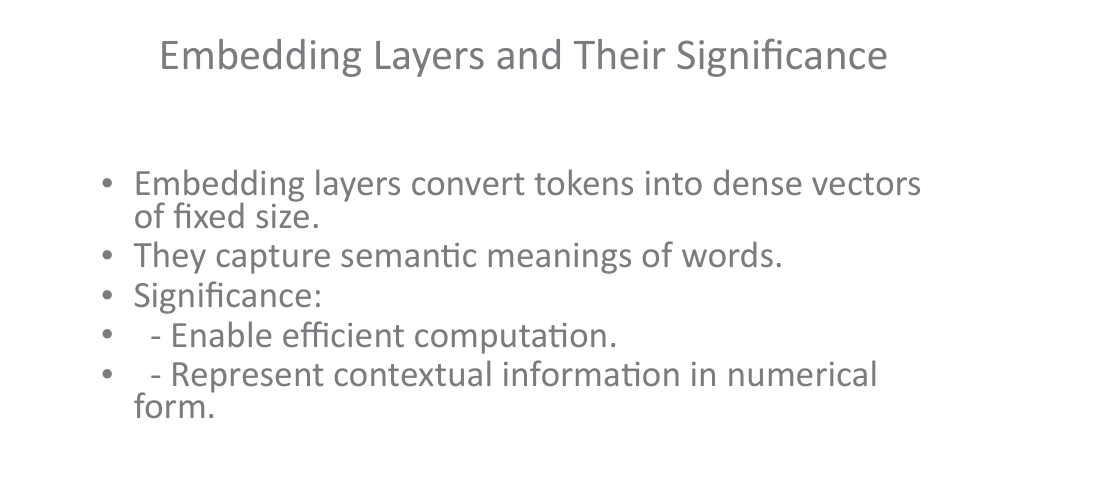 Embedding Layers and Their Significance
• Embedding layers convert tokens into dense vectors
of fixed size.
• They capture semantic meanings of words.
• Significance:
• - Enable efficient computation.
• - Represent contextual information in numerical
form.